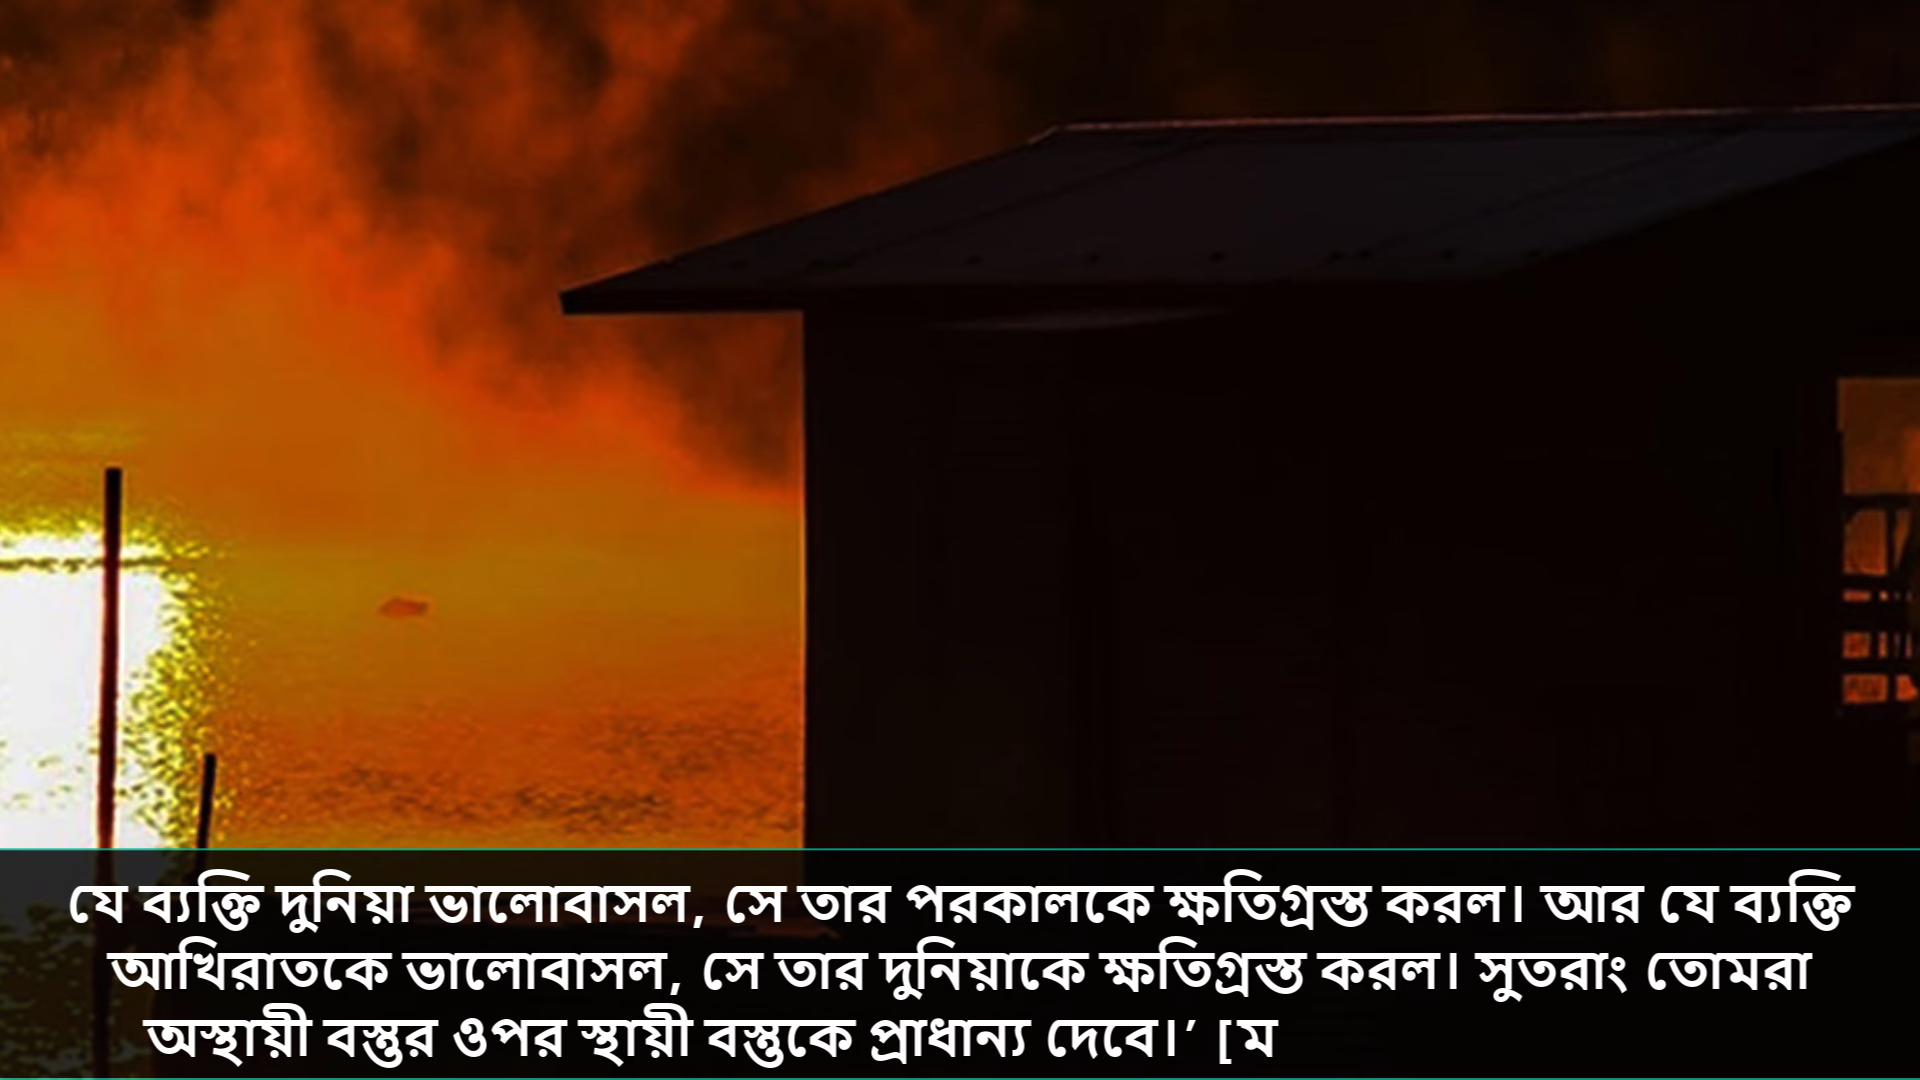 যে ব্যক্তি দুনিয়া ভালোবাসল, সে তার পরকালকে ক্ষতিগ্রস্ত করল। আর যে ব্যক্তি
আখিরাতকে ভালোবাসল, সে তার দুনিয়াকে ক্ষতিগ্রস্ত করল। সুতরাং তোমরা
অস্থায়ী বস্তুর ওপর স্থায়ী বস্তুকে প্রাধান্য দেবে।’ [ম